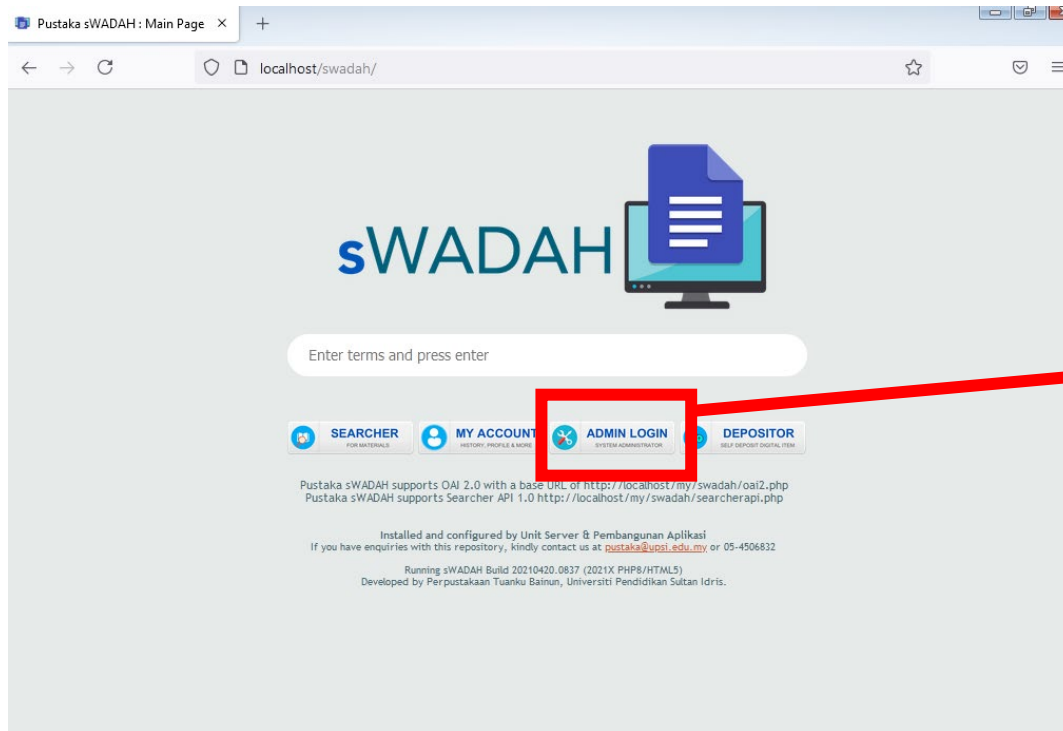 Pustaka sWADAH : Main Page
localhost/swadah/
sWADAH
Enter terms and press enter
SEARCHER
FOR MATERIALS
MY ACCOUNT
HISTORY, PROFILE & MORE
ADMIN LOGIN
SYSTEM ADMINISTRATOR
DEPOSITOR
SELF DEPOSIT DIGITAL ITEM
Pustaka sWADAH supports OAI 2.0 with a base URL of http://localhost/my/swadah/oai2.php
Pustaka sWADAH supports Searcher API 1.0 http://localhost/my/swadah/searcherapi.php
Installed and configured by Unit Server & Pembangunan Aplikasi
If you have enquiries with this repository, kindly contact us at pustaka@upsi.edu.my or 05-4506832
Running sWADAH Build 20210420.0837 (2021X PHP8/HTML5)
Developed by Perpustakaan Tuanku Bainun, Universiti Pendidikan Sultan Idris.